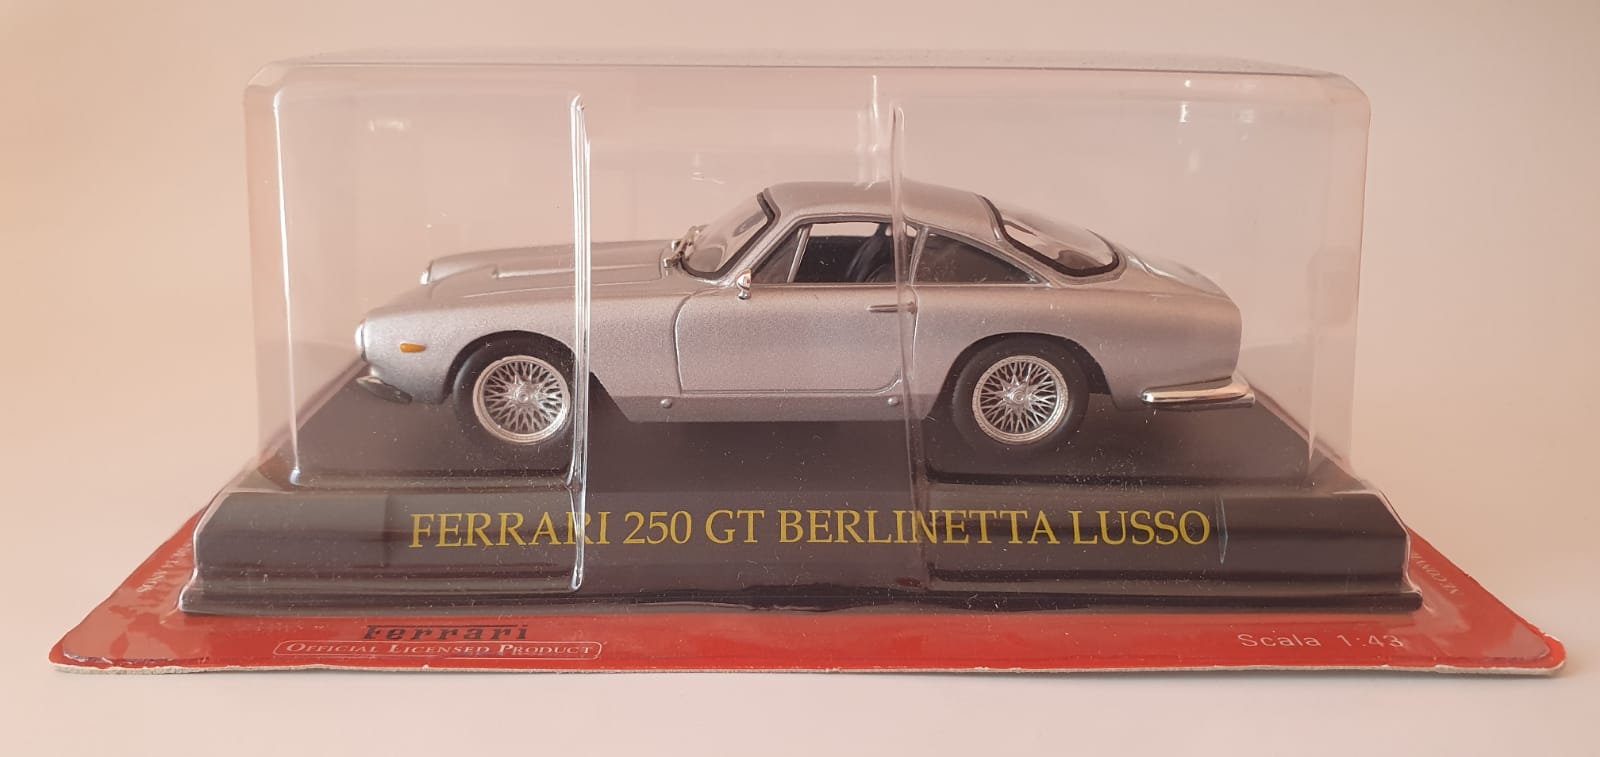 FERRARI 250 GT BERLINETTA LUSSO
Ferrari
OFFICIAL LICENSED PRODUCT
Scala 1:43